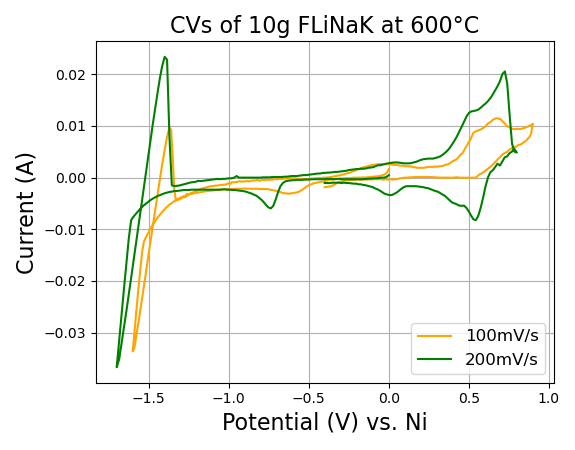 CVs of 10g FLiNaK at 600°C
Current (A)
0.02
0.01
0.00
−0.01
−0.02
−0.03
−1.5 −1.0 −0.5 0.0 0.5 1.0
Potential (V) vs. Ni
100mV/s
200mV/s